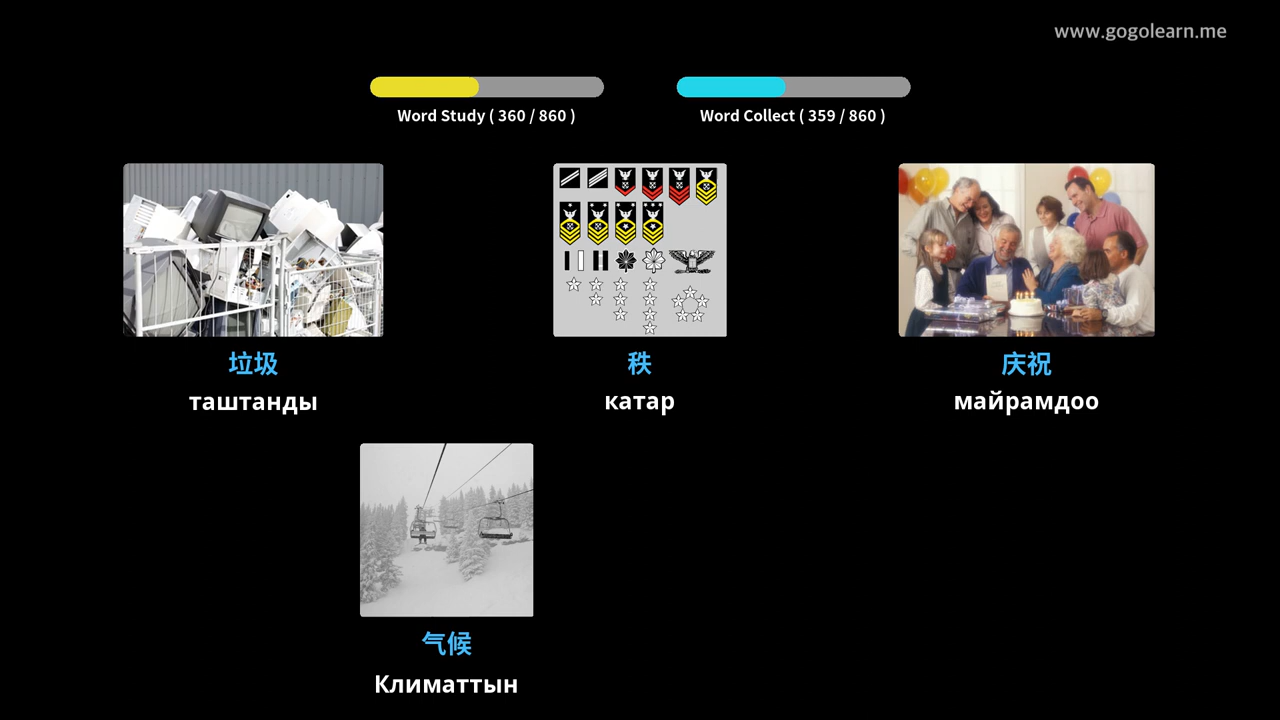 www.gogolearn.me
Word Study ( 360 / 860 )
Word Collect ( 359 / 860 )
垃圾
таштанды
秩
катар
庆祝
майрамдоо
气候
Климаттын